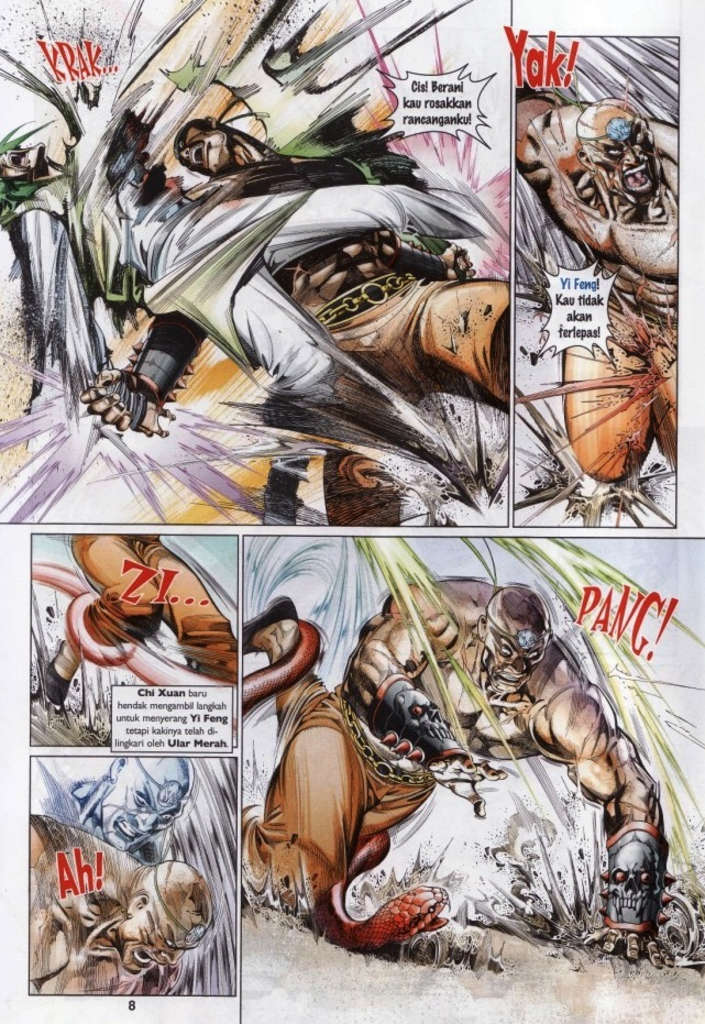 KRAK...
Cis! Berani
kau rosakkan
rancanganku!
Yak!
Yi Feng!
Kau tidak
akan
terlepas!
ZI...
Chi Xuan baru
hendak mengambil langkah
untuk menyerang Yi Feng
tetapi kakinya telah di-
lingkari oleh Ular Merah.
PANG!
Ah!
8